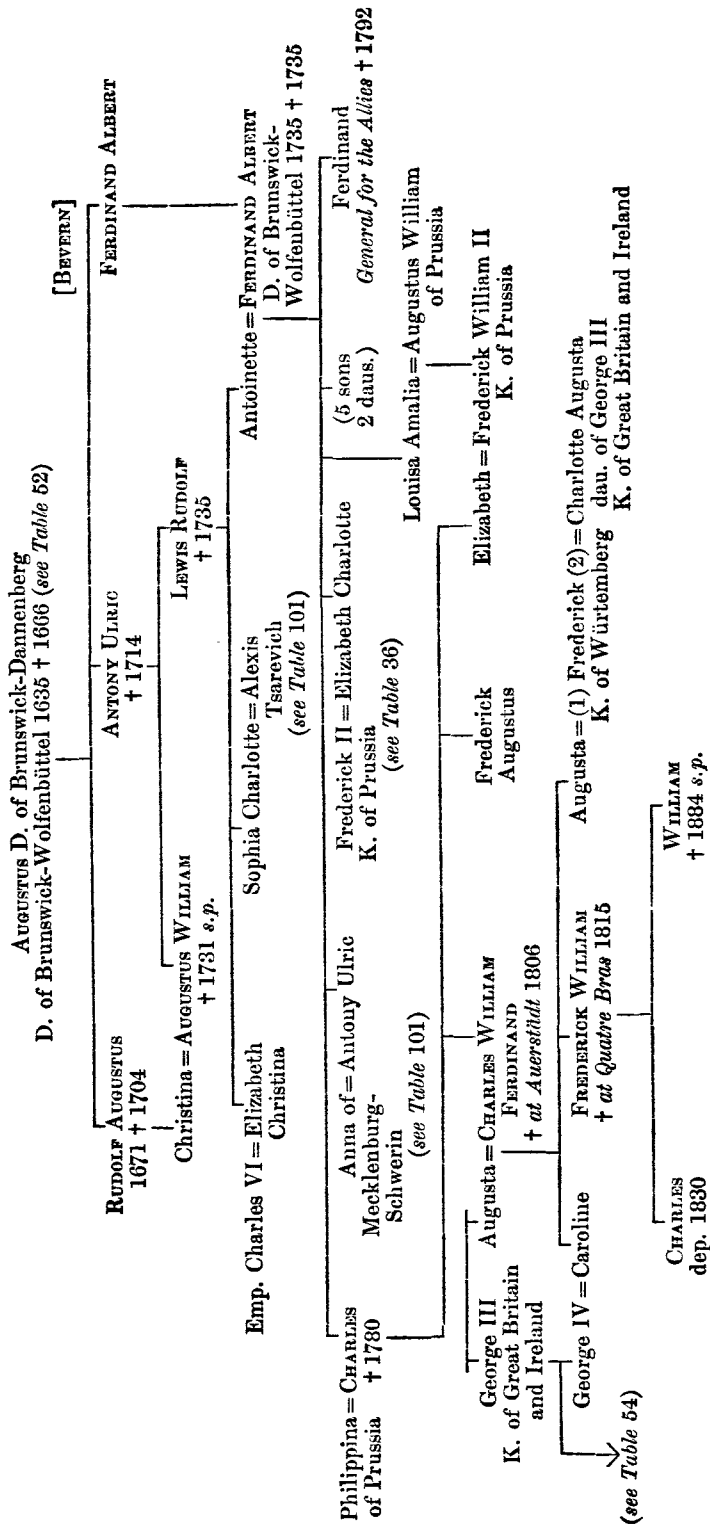 AUGUSTUS D. of Brunswick-Dannenberg
D. of Brunswick-Wolfenbüttel 1635 † 1666 (see Table 52)
[BEVERN]
RUDOLF AUGUSTUS
1671 † 1704
ANTONY ULRIC
† 1714
FERDINAND ALBERT
Christina = AUGUSTUS WILLIAM
† 1731 s.p.
LEWIS RUDOLF
† 1735
Emp. Charles VI = Elizabeth
Christina
Sophia Charlotte = Alexis
Tsarevich
(see Table 101)
Antoinette = FERDINAND ALBERT
D. of Brunswick-
Wolfenbüttel 1735 † 1735
Philippina = CHARLES
of Prussia † 1780
Anna of = Antony Ulric
Mecklenburg-
Schwerin
(see Table 101)
Frederick II = Elizabeth Charlotte
K. of Prussia
(see Table 36)
(5 sons
2 daus.)
Ferdinand
General for the Allies † 1792
Louisa Amalia = Augustus William
of Prussia
George III
K. of Great Britain
and Ireland
Augusta = CHARLES WILLIAM
FERDINAND
† at Auerstädt 1806
Frederick
Augustus
Elizabeth = Frederick William II
K. of Prussia
George IV = Caroline
(see Table 54)
FREDERICK WILLIAM
† at Quatre Bras 1815
Augusta = (1) Frederick (2) = Charlotte Augusta
K. of Würtemberg dau. of George III
K. of Great Britain and Ireland
CHARLES
dep. 1830
WILLIAM
† 1884 s.p.